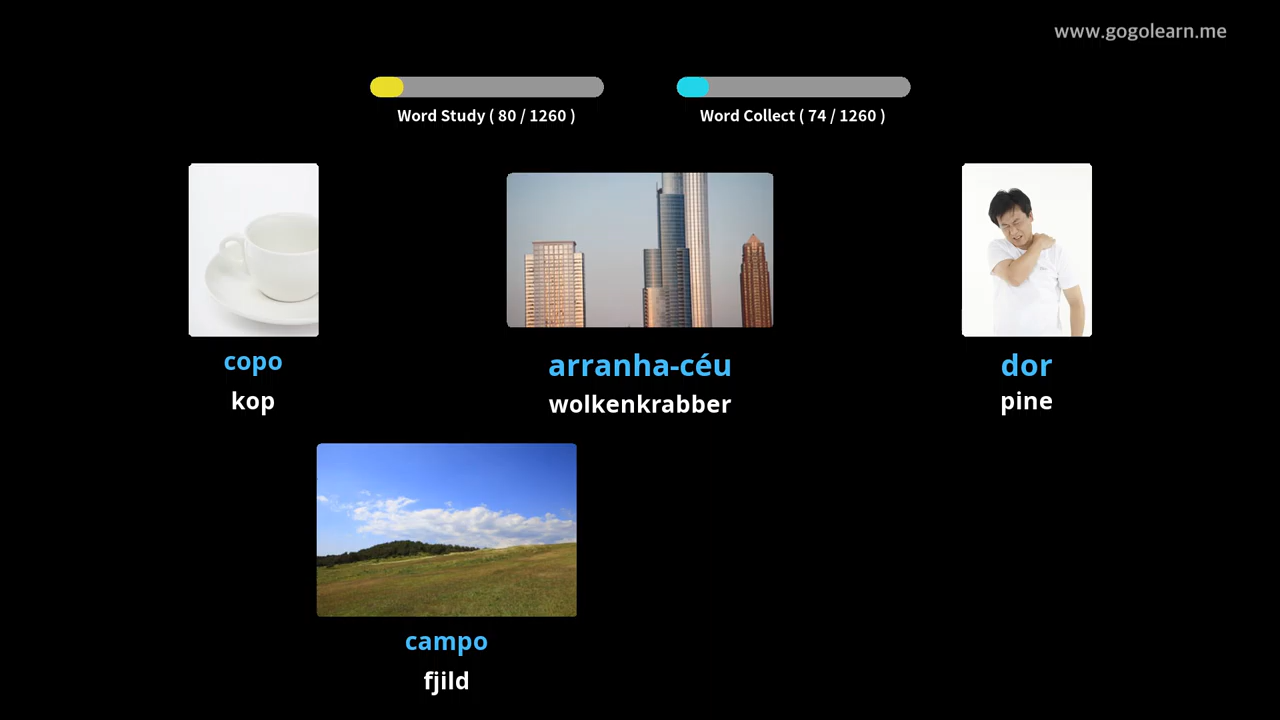 www.gogolearn.me
Word Study ( 80 / 1260 )
Word Collect ( 74 / 1260 )
copo
kop
arranha-céu
wolkenkrabber
dor
pine
campo
fjild